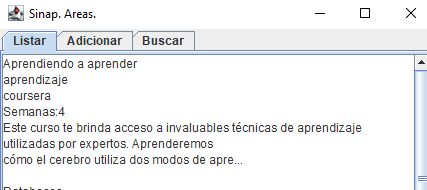 Sinap. Areas.
Listar Adicionar Buscar
Aprendiendo a aprender
aprendizaje
coursera
Semanas:4
Este curso te brinda acceso a invaluables técnicas de aprendizaje
utilizadas por expertos. Aprenderemos
cómo el cerebro utiliza dos modos de apre...